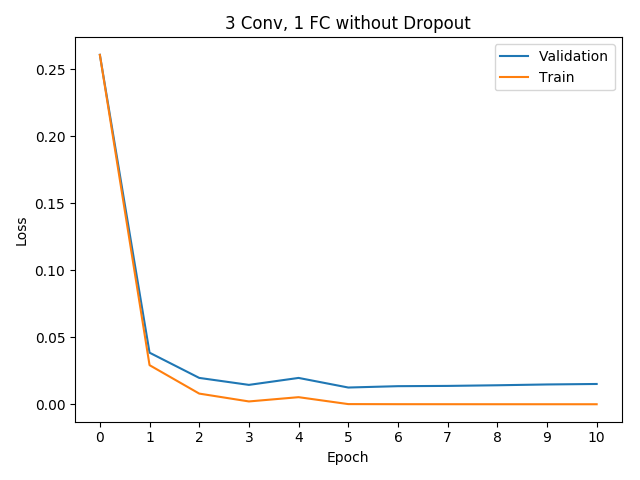 3 Conv, 1 FC without Dropout
Validation
Train
Loss
0.25
0.20
0.15
0.10
0.05
0.00
0 1 2 3 4 5 6 7 8 9 10
Epoch